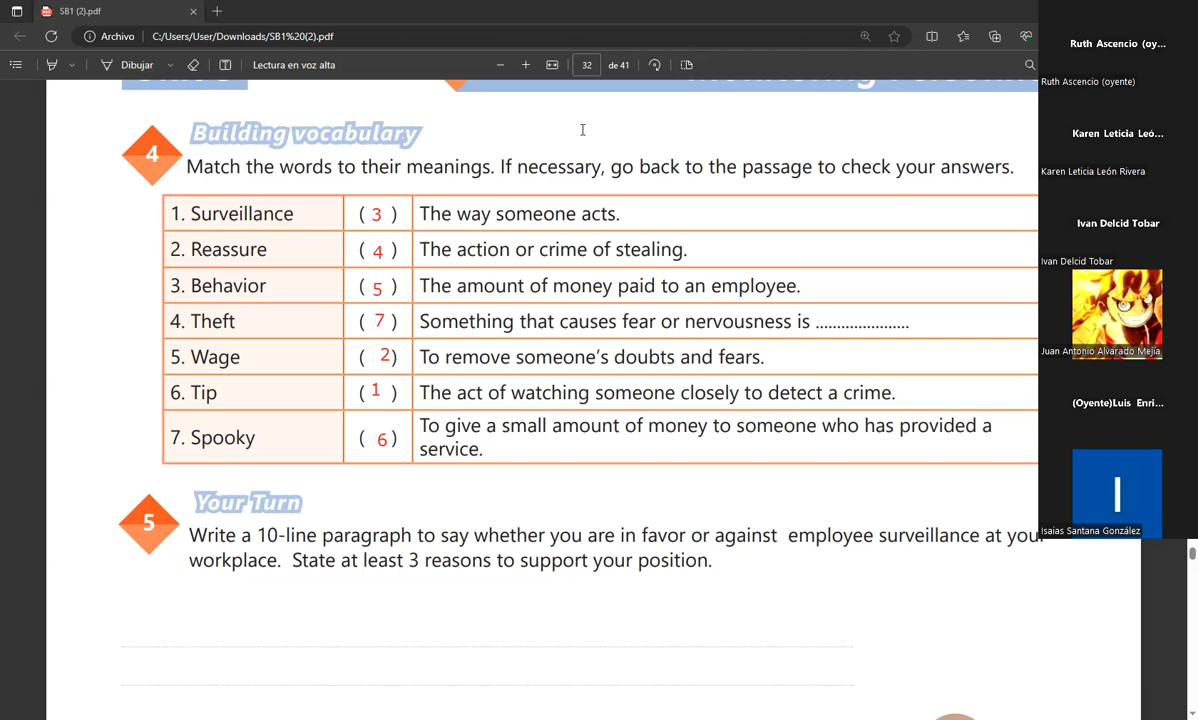 SB1 (2).pdf
Archivo C:/Users/User/Downloads/SB1%20(2).pdf
Dibujar Lectura en voz alta 32 de 41
4 Building vocabulary
Match the words to their meanings. If necessary, go back to the passage to check your answers.
1. Surveillance ( 3 ) The way someone acts.
2. Reassure ( 4 ) The action or crime of stealing.
3. Behavior ( 5 ) The amount of money paid to an employee.
4. Theft ( 7 ) Something that causes fear or nervousness is ......................
5. Wage ( 2 ) To remove someone's doubts and fears.
6. Tip ( 1 ) The act of watching someone closely to detect a crime.
7. Spooky ( 6 ) To give a small amount of money to someone who has provided a
service.
5 Your Turn
Write a 10-line paragraph to say whether you are in favor or against employee surveillance at your
workplace. State at least 3 reasons to support your position.
Ruth Ascencio (oy...
Ruth Ascencio (oyente)
Karen Leticia Leó...
Karen Leticia León Rivera
Ivan Delcid Tobar
Ivan Delcid Tobar
Juan Antonio Alvarado Mejía
(Oyente)Luis Enri...
I
Isaias Santana González